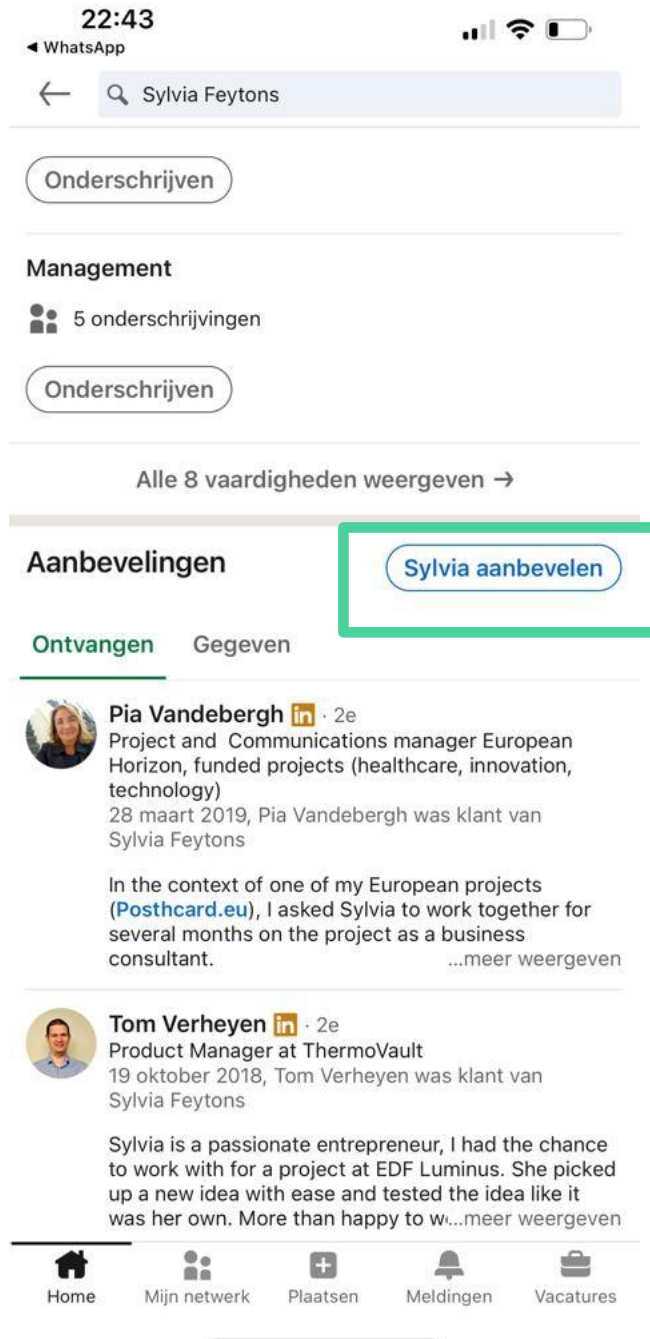 22:43
WhatsApp
Sylvia Feytons
Onderschrijven
Management
5 onderschrijvingen
Onderschrijven
Alle 8 vaardigheden weergeven →
Aanbevelingen
Sylvia aanbevelen
Ontvangen Gegeven
Pia Vandebergh in · 2e
Project and Communications manager European
Horizon, funded projects (healthcare, innovation,
technology)
28 maart 2019, Pia Vandebergh was klant van
Sylvia Feytons
In the context of one of my European projects
(Posthcard.eu), I asked Sylvia to work together for
several months on the project as a business
consultant. ...meer weergeven
Tom Verheyen in · 2e
Product Manager at ThermoVault
19 oktober 2018, Tom Verheyen was klant van
Sylvia Feytons
Sylvia is a passionate entrepreneur, I had the chance
to work with for a project at EDF Luminus. She picked
up a new idea with ease and tested the idea like it
was her own. More than happy to w ...meer weergeven
Home Mijn netwerk Plaatsen Meldingen Vacatures